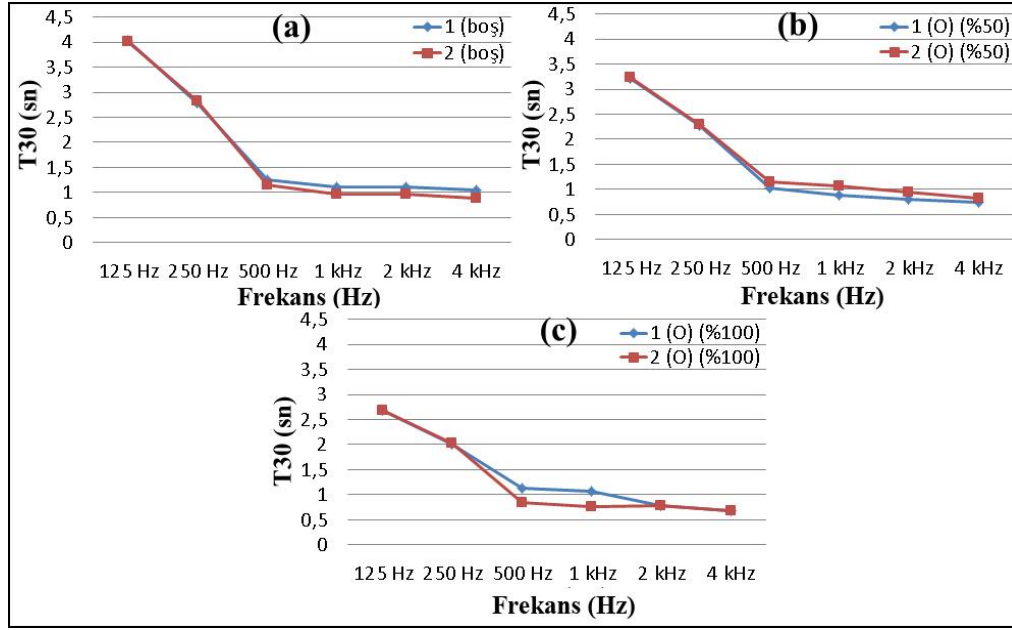 (a)
1 (boş)
2 (boş)
T30 (sn)
4,5
4
3,5
3
2,5
2
1,5
1
0,5
0
125 Hz 250 Hz 500 Hz 1 kHz 2 kHz 4 kHz
Frekans (Hz)
(b)
1 (O) (%50)
2 (O) (%50)
T30 (sn)
4,5
4
3,5
3
2,5
2
1,5
1
0,5
0
125 Hz 250 Hz 500 Hz 1 kHz 2 kHz 4 kHz
Frekans (Hz)
(c)
1 (O) (%100)
2 (O) (%100)
T30 (sn)
4,5
4
3,5
3
2,5
2
1,5
1
0,5
0
125 Hz 250 Hz 500 Hz 1 kHz 2 kHz 4 kHz
Frekans (Hz)